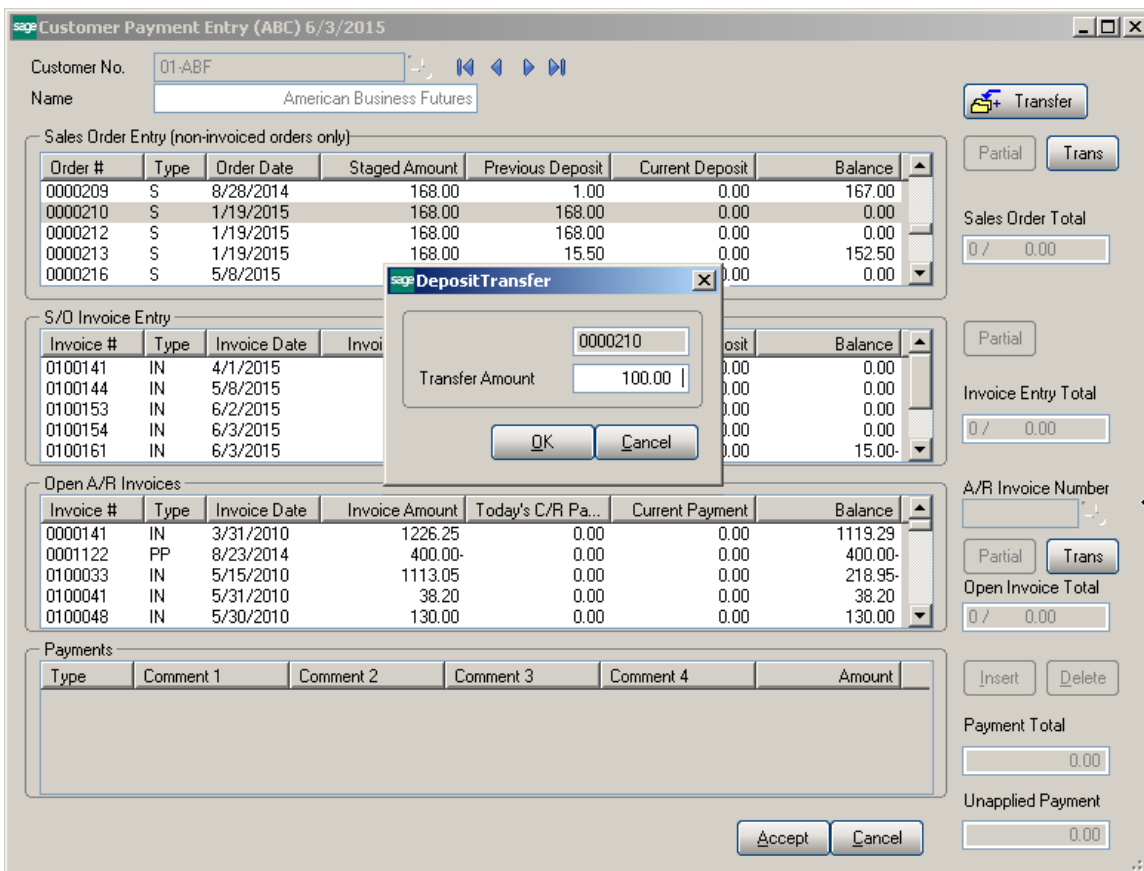 sage Customer Payment Entry (ABC) 6/3/2015
Customer No. 01-ABF
Name American Business Futures
Transfer
Sales Order Entry (non-invoiced orders only)
Partial Trans
Order # Type Order Date Staged Amount Previous Deposit Current Deposit Balance
0000209 S 8/28/2014 168.00 1.00 0.00 167.00
0000210 S 1/19/2015 168.00 168.00 0.00 0.00
0000212 S 1/19/2015 168.00 168.00 0.00 0.00
0000213 S 1/19/2015 168.00 15.50 0.00 152.50
0000216 S 5/8/2015 0.00 0.00
Sales Order Total
0 / 0.00
sage DepositTransfer
0000210
Transfer Amount 100.00
OK Cancel
S/O Invoice Entry
Partial
Invoice # Type Invoice Date Invoi osit Balance
0100141 IN 4/1/2015 0.00 0.00
0100144 IN 5/8/2015 0.00 0.00
0100153 IN 6/2/2015 0.00 0.00
0100154 IN 6/3/2015 0.00 0.00
0100161 IN 6/3/2015 0.00 15.00-
Invoice Entry Total
0 / 0.00
Open A/R Invoices
A/R Invoice Number
Invoice # Type Invoice Date Invoice Amount Today's C/R Pa... Current Payment Balance
0000141 IN 3/31/2010 1226.25 0.00 0.00 1119.29
0001122 PP 8/23/2014 400.00- 0.00 0.00 400.00-
0100033 IN 5/15/2010 1113.05 0.00 0.00 218.95-
0100041 IN 5/31/2010 38.20 0.00 0.00 38.20
0100048 IN 5/30/2010 130.00 0.00 0.00 130.00
Partial Trans
Open Invoice Total
0 / 0.00
Payments
Type Comment 1 Comment 2 Comment 3 Comment 4 Amount
Insert Delete
Payment Total
0.00
Unapplied Payment
0.00
Accept Cancel